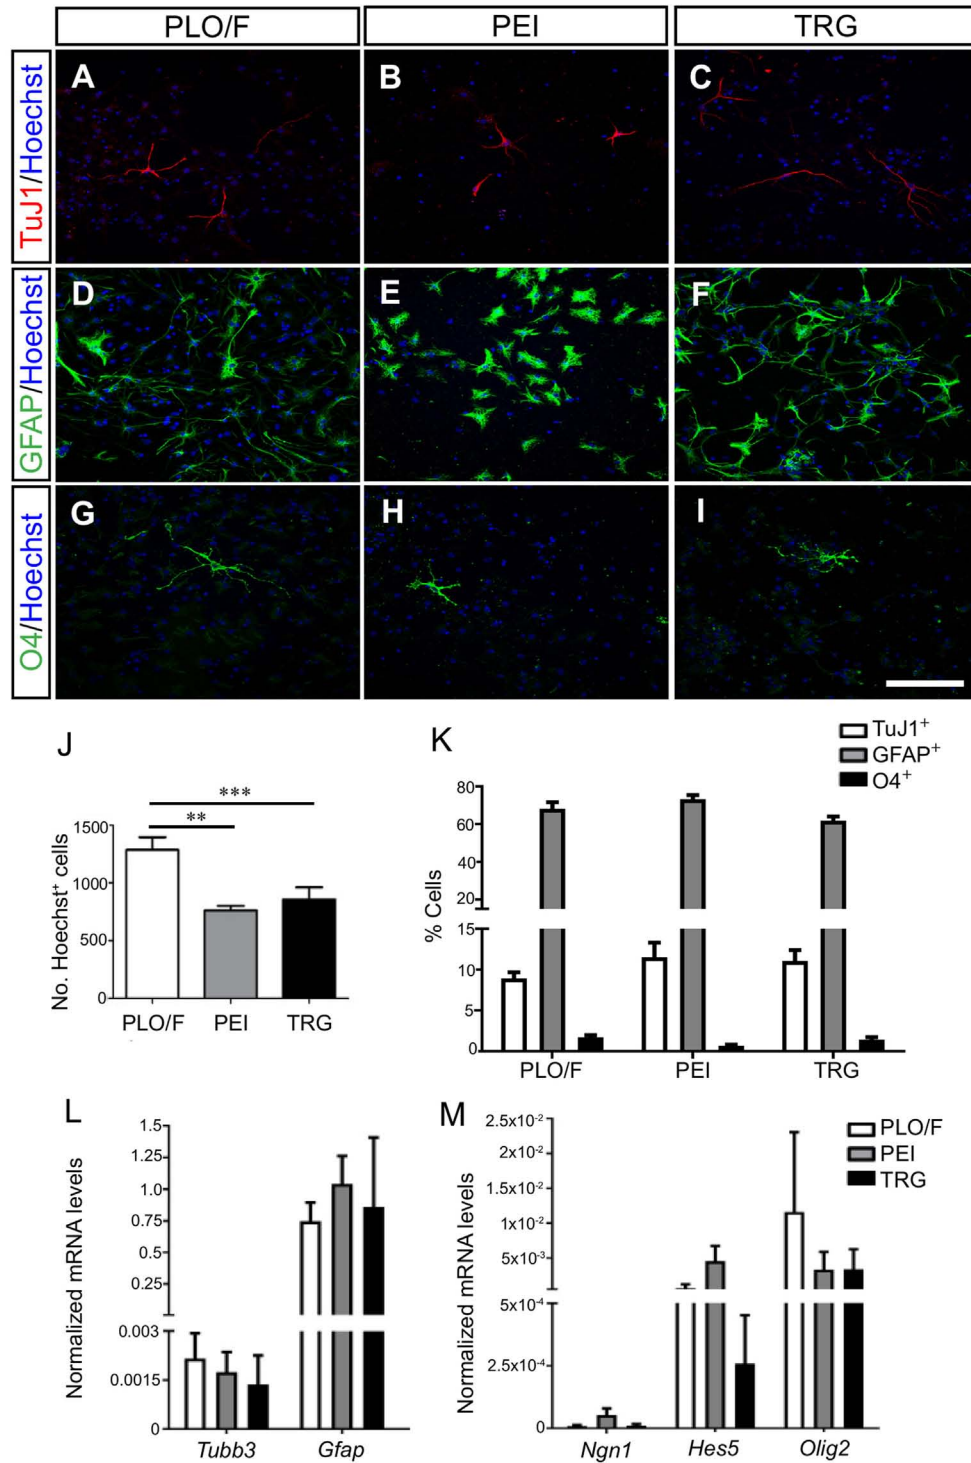 PLO/F PEI TRG
TuJ1/Hoechst
A B C
GFAP/Hoechst
D E F
O4/Hoechst
G H I
J
No. Hoechst⁺ cells
1500
1000
500
0
***
**
PLO/F PEI TRG
K
TuJ1⁺
GFAP⁺
O4⁺
% Cells
80
60
40
20
15
10
5
0
PLO/F PEI TRG
L
Normalized mRNA levels
1.5
1.25
1.0
0.75
0.5
0.25
0.003
0.0015
0
Tubb3 Gfap
M
PLO/F
PEI
TRG
Normalized mRNA levels
2.5x10⁻²
2x10⁻²
1.5x10⁻²
1x10⁻²
5x10⁻³
5x10⁻⁴
2.5x10⁻⁴
0
Ngn1 Hes5 Olig2